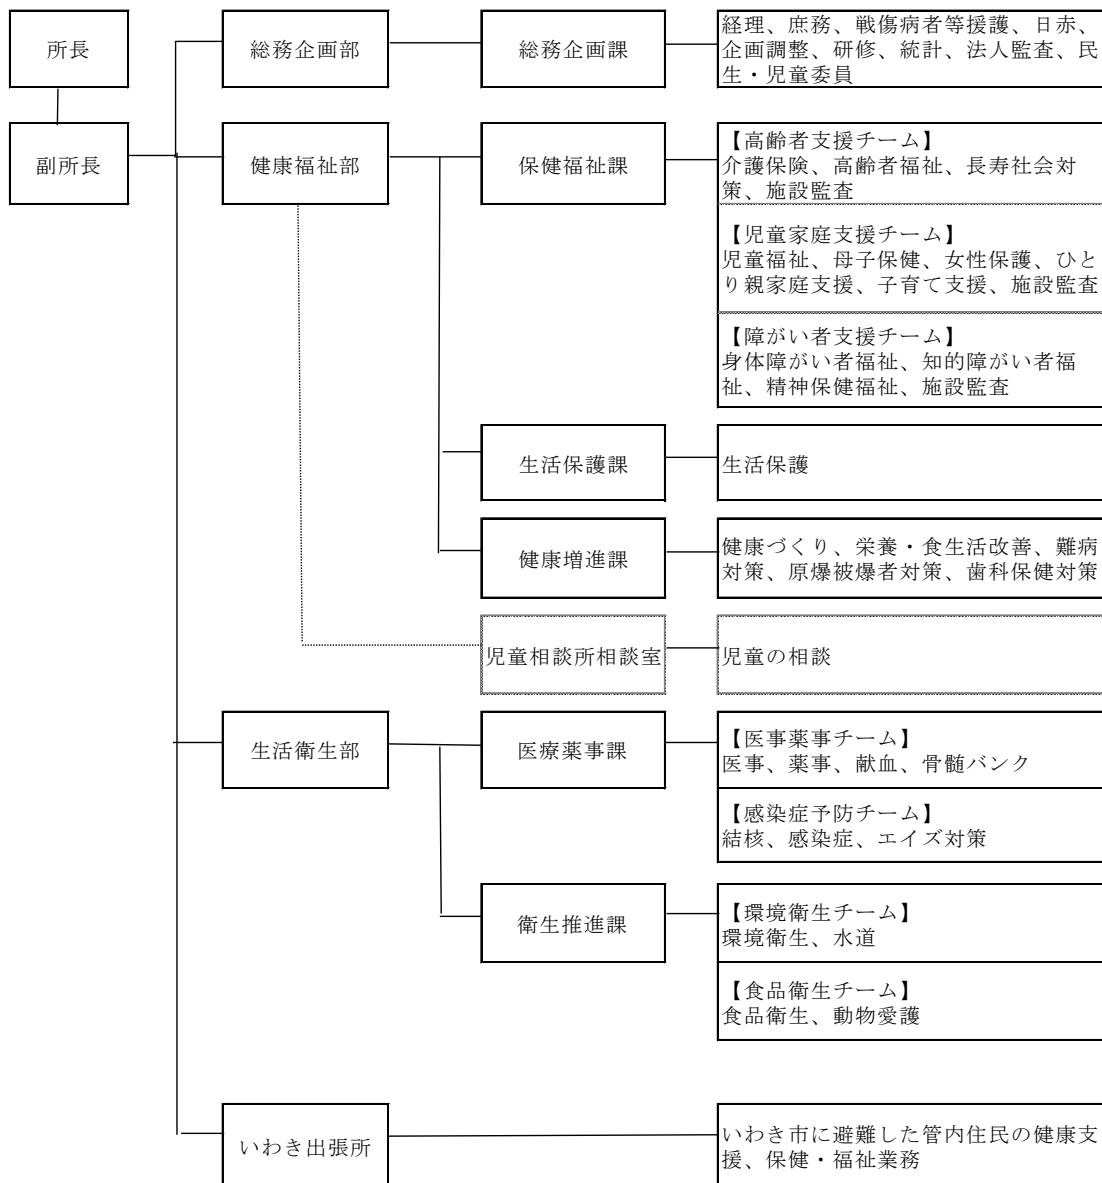 所長
総務企画部
総務企画課
経理、庶務、戦傷病者等援護、日赤、
企画調整、研修、統計、法人監査、民
生・児童委員
副所長
健康福祉部
保健福祉課
【高齢者支援チーム】
介護保険、高齢者福祉、長寿社会対
策、施設監査
【児童家庭支援チーム】
児童福祉、母子保健、女性保護、ひと
り親家庭支援、子育て支援、施設監査
【障がい者支援チーム】
身体障がい者福祉、知的障がい者福
祉、精神保健福祉、施設監査
生活保護課
生活保護
健康増進課
健康づくり、栄養・食生活改善、難病
対策、原爆被爆者対策、歯科保健対策
児童相談所相談室
児童の相談
生活衛生部
医療薬事課
【医事薬事チーム】
医事、薬事、献血、骨髄バンク
【感染症予防チーム】
結核、感染症、エイズ対策
衛生推進課
【環境衛生チーム】
環境衛生、水道
【食品衛生チーム】
食品衛生、動物愛護
いわき出張所
いわき市に避難した管内住民の健康支
援、保健・福祉業務